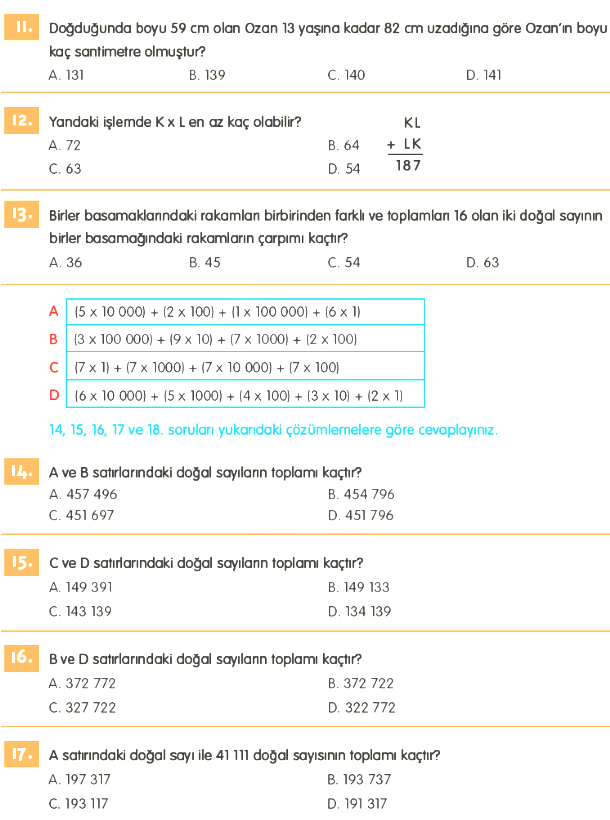 11. Doğduğunda boyu 59 cm olan Ozan 13 yaşına kadar 82 cm uzadığına göre Ozan'ın boyu
kaç santimetre olmuştur?
A. 131 B. 139 C. 140 D. 141
12. Yandaki işlemde K x L en az kaç olabilir? KL
A. 72 B. 64 + LK
C. 63 D. 54 187
13. Birler basamaklarındaki rakamları birbirinden farklı ve toplamları 16 olan iki doğal sayının
birler basamağındaki rakamların çarpımı kaçtır?
A. 36 B. 45 C. 54 D. 63
A (5 x 10 000) + (2 x 100) + (1 x 100 000) + (6 x 1)
B (3 x 100 000) + (9 x 10) + (7 x 1000) + (2 x 100)
C (7 x 1) + (7 x 1000) + (7 x 10 000) + (7 x 100)
D (6 x 10 000) + (5 x 1000) + (4 x 100) + (3 x 10) + (2 x 1)
14, 15, 16, 17 ve 18. soruları yukarıdaki çözümlemelere göre cevaplayınız.
14. A ve B satırlarındaki doğal sayıların toplamı kaçtır?
A. 457 496 B. 454 796
C. 451 697 D. 451 796
15. C ve D satırlarındaki doğal sayıların toplamı kaçtır?
A. 149 391 B. 149 133
C. 143 139 D. 134 139
16. B ve D satırlarındaki doğal sayıların toplamı kaçtır?
A. 372 772 B. 372 722
C. 327 722 D. 322 772
17. A satırındaki doğal sayı ile 41 111 doğal sayısının toplamı kaçtır?
A. 197 317 B. 193 737
C. 193 117 D. 191 317